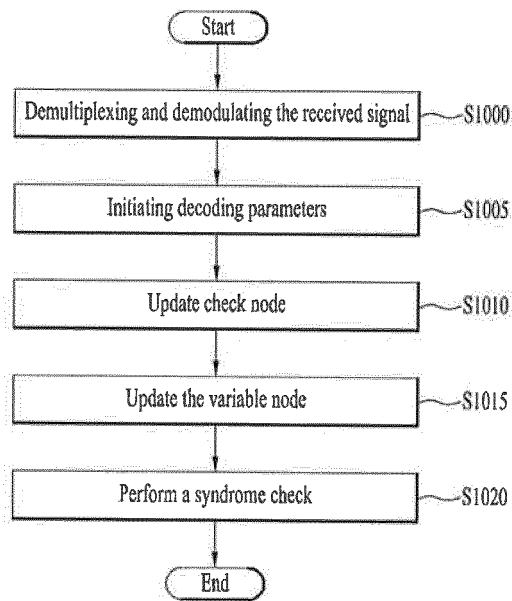 Start
Demultiplexing and demodulating the received signal
S1000
Initiating decoding parameters
S1005
Update check node
S1010
Update the variable node
S1015
Perform a syndrome check
S1020
End